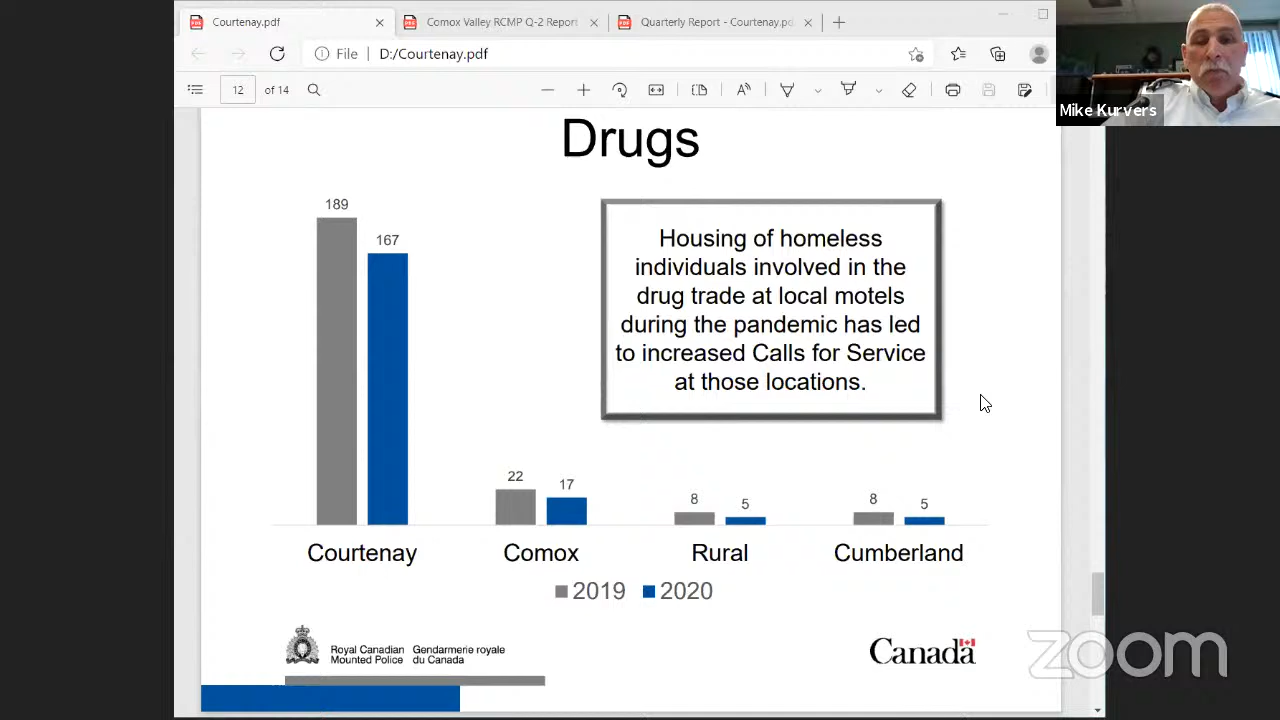 Courtenay.pdf
Comox Valley RCMP Q-2 Report
Quarterly Report - Courtenay.pd
File
D:/Courtenay.pdf
12
of 14
Mike Kurvers
Drugs
189
167
Housing of homeless
individuals involved in the
drug trade at local motels
during the pandemic has led
to increased Calls for Service
at those locations.
22
17
8
5
8
5
Courtenay
Comox
Rural
Cumberland
2019
2020
Royal Canadian Gendarmerie royale
Mounted Police du Canada
Canada
zoom